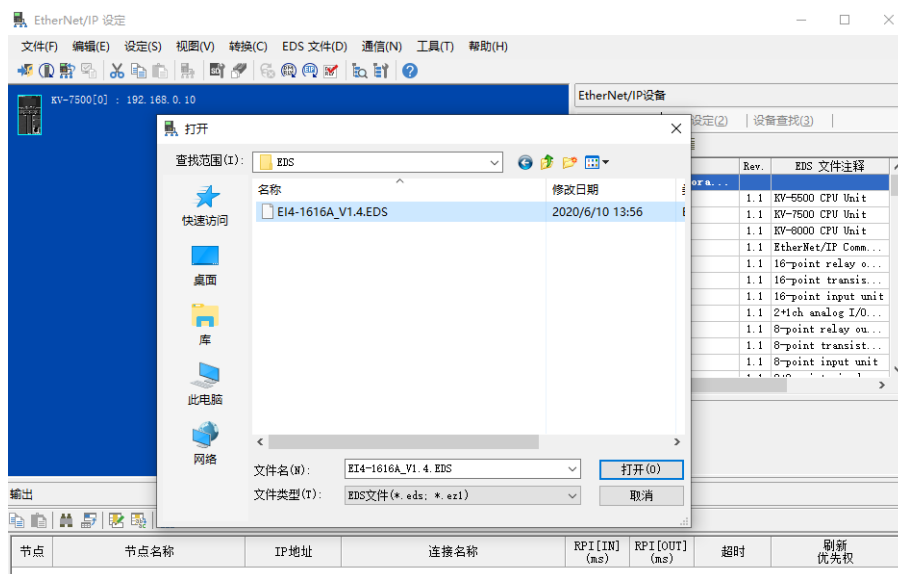 EtherNet/IP 设定
文件(F) 编辑(E) 设定(S) 视图(V) 转换(C) EDS 文件(D) 通信(N) 工具(T) 帮助(H)
KV-7500[0] : 192.168.0.10
EtherNet/IP设备
设定(2) 设备查找(3)
Rev. EDS 文件注释
ora...
1.1 KV-5500 CPU Unit
1.1 KV-7500 CPU Unit
1.1 KV-8000 CPU Unit
1.1 EtherNet/IP Comm...
1.1 16-point relay o...
1.1 16-point transis...
1.1 16-point input unit
1.1 2+1ch analog I/O...
1.1 8-point relay ou...
1.1 8-point transist...
1.1 8-point input unit
打开
查找范围(I): EDS
名称 修改日期
EI4-1616A_V1.4.EDS 2020/6/10 13:56
快速访问
桌面
库
此电脑
网络
文件名(N): EI4-1616A_V1.4.EDS 打开(O)
文件类型(T): EDS文件(*.eds; *.ez1) 取消
输出
节点 节点名称 IP地址 连接名称 RPI[IN] (ms) RPI[OUT] (ms) 超时 刷新 优先权